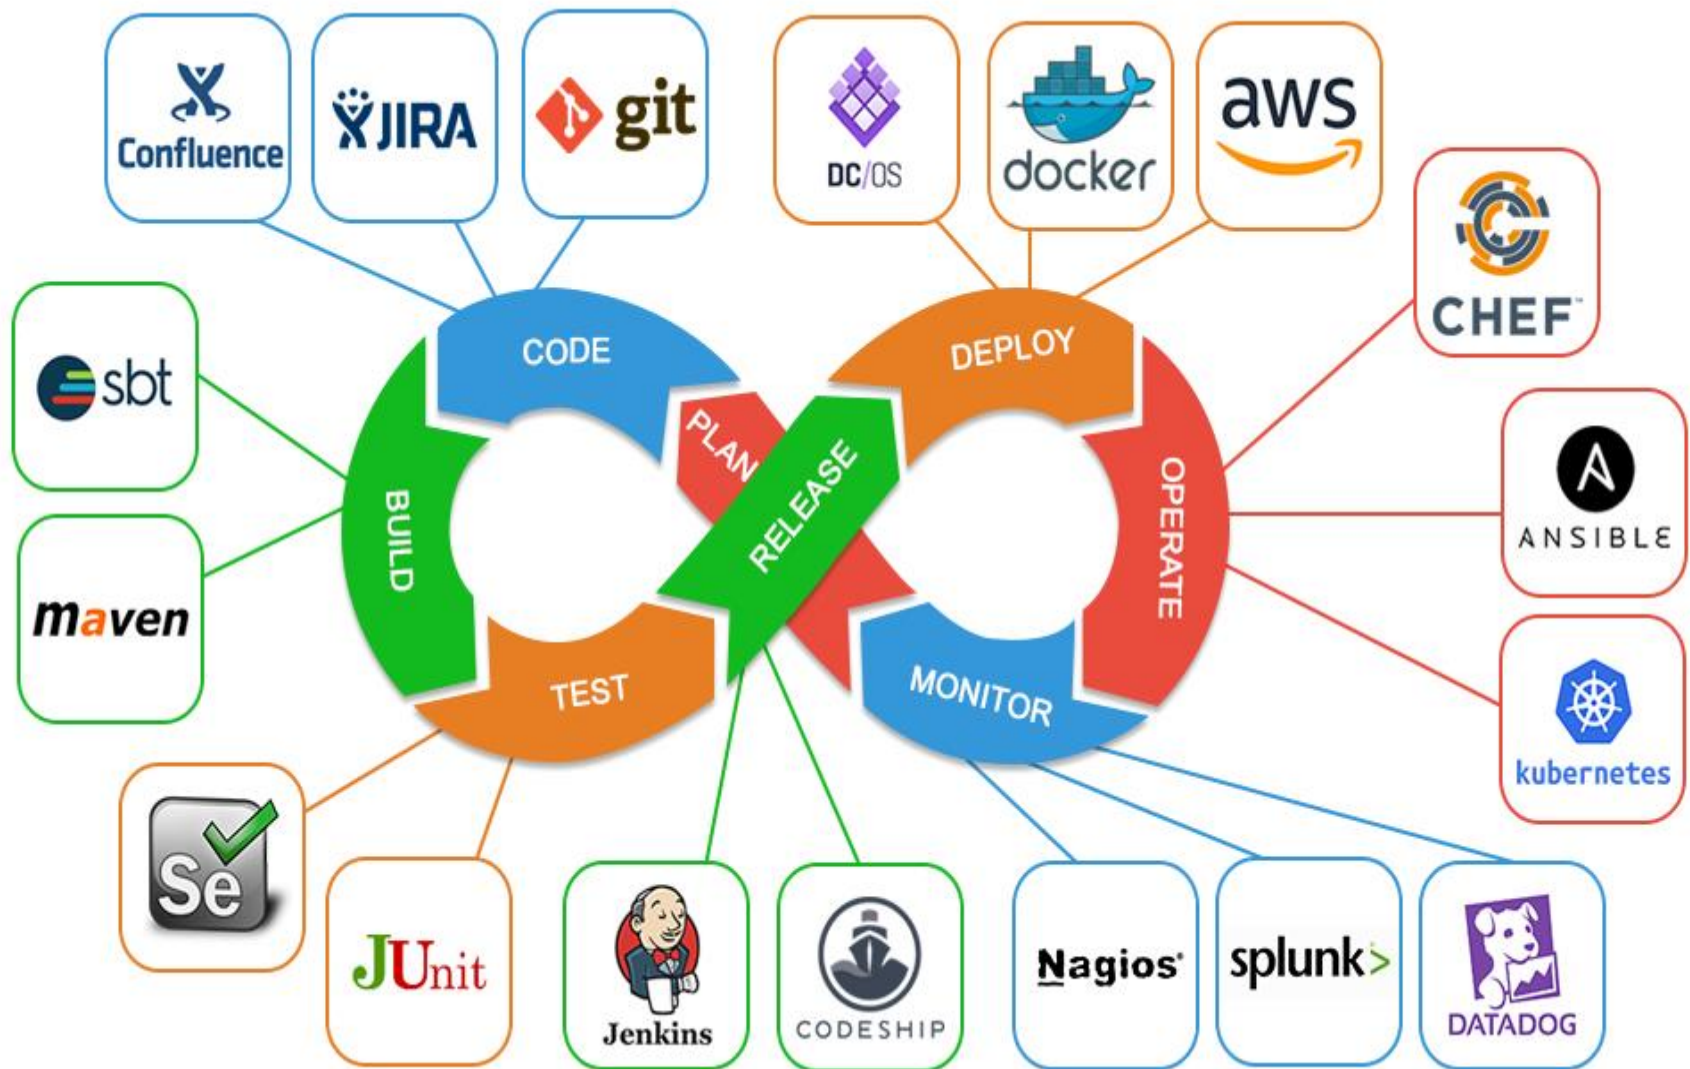 Confluence
JIRA
git
DC/OS
docker
aws
CHEF™
sbt
CODE
DEPLOY
PLAN
RELEASE
BUILD
OPERATE
ANSIBLE
maven
TEST
MONITOR
kubernetes
Se
JUnit
Jenkins
CODESHIP
Nagios®
splunk>
DATADOG